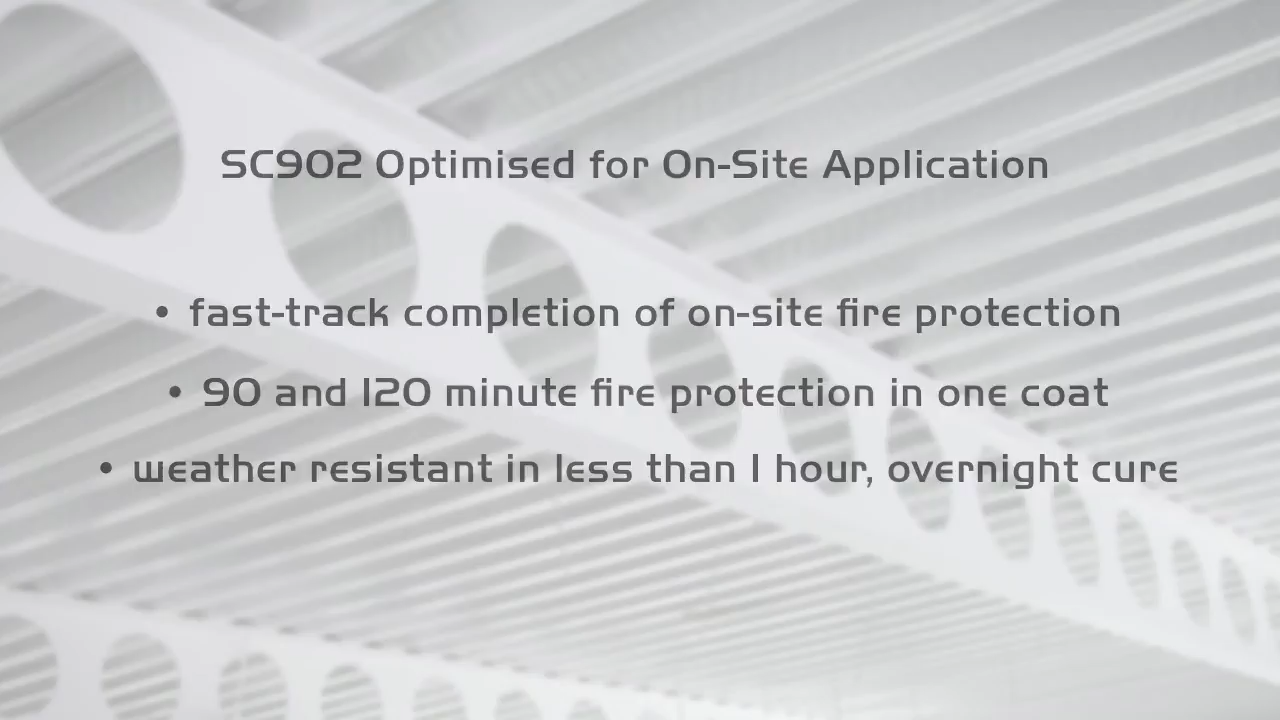 SC902 Optimised for On-Site Application
• fast-track completion of on-site fire protection
• 90 and 120 minute fire protection in one coat
• weather resistant in less than 1 hour, overnight cure